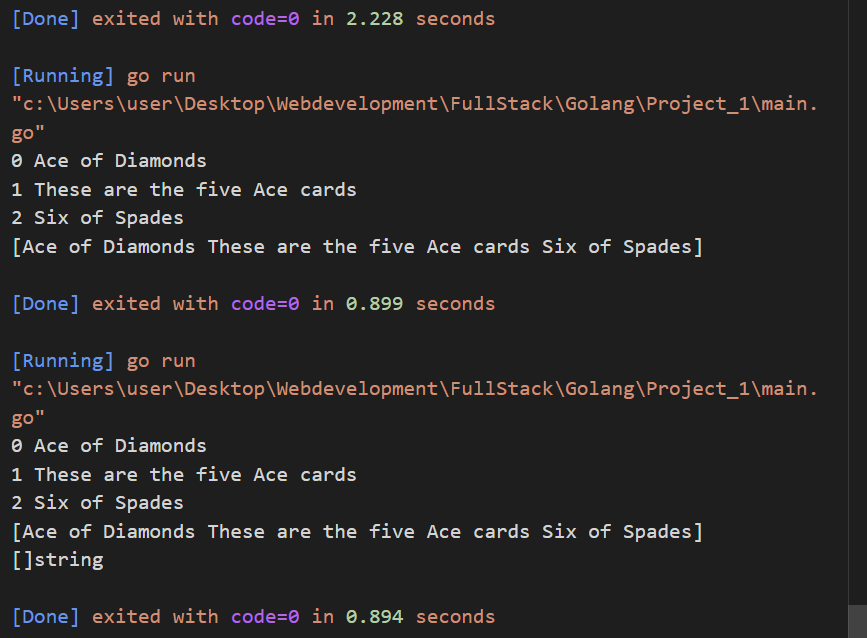 [Done] exited with code=0 in 2.228 seconds
[Running] go run
"c:\Users\user\Desktop\Webdevelopment\FullStack\Golang\Project_1\main.
go"
0 Ace of Diamonds
1 These are the five Ace cards
2 Six of Spades
[Ace of Diamonds These are the five Ace cards Six of Spades]
[Done] exited with code=0 in 0.899 seconds
[Running] go run
"c:\Users\user\Desktop\Webdevelopment\FullStack\Golang\Project_1\main.
go"
0 Ace of Diamonds
1 These are the five Ace cards
2 Six of Spades
[Ace of Diamonds These are the five Ace cards Six of Spades]
[]string
[Done] exited with code=0 in 0.894 seconds